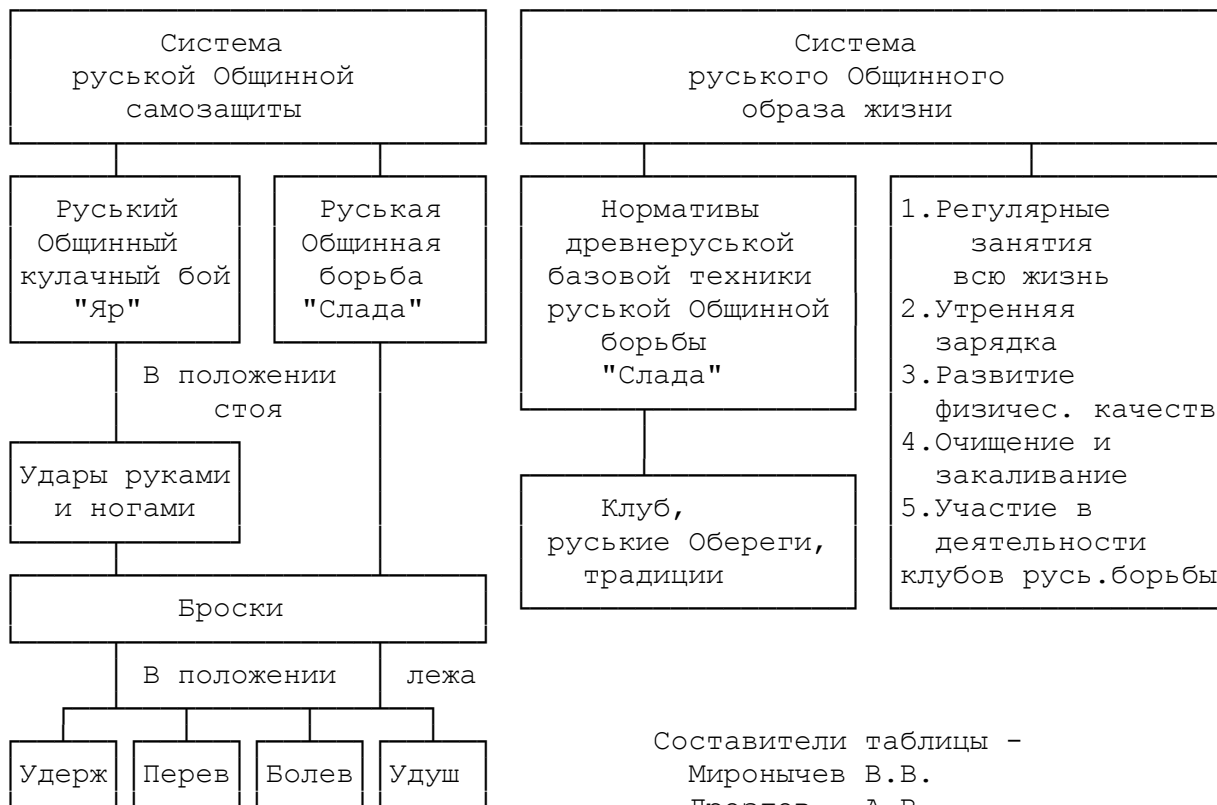 Система
руськой Общинной
самозащиты
Система
руського Общинного
образа жизни
Руський
Общинный
кулачный бой
"Яр"
Руськая
Общинная
борьба
"Слада"
Нормативы
древнеруськой
базовой техники
руськой Общинной
борьбы
"Слада"
1.Регулярные
занятия
всю жизнь
2.Утренняя
зарядка
3.Развитие
физичес. качеств
4.Очищение и
закаливание
5.Участие в
деятельности
клубов русь.борьбы
В положении
стоя
Удары руками
и ногами
Клуб,
руськие Обереги,
традиции
Броски
В положении лежа
Удерж
Перев
Болев
Удуш
Составители таблицы -
Миронычев В.В.
А.В.